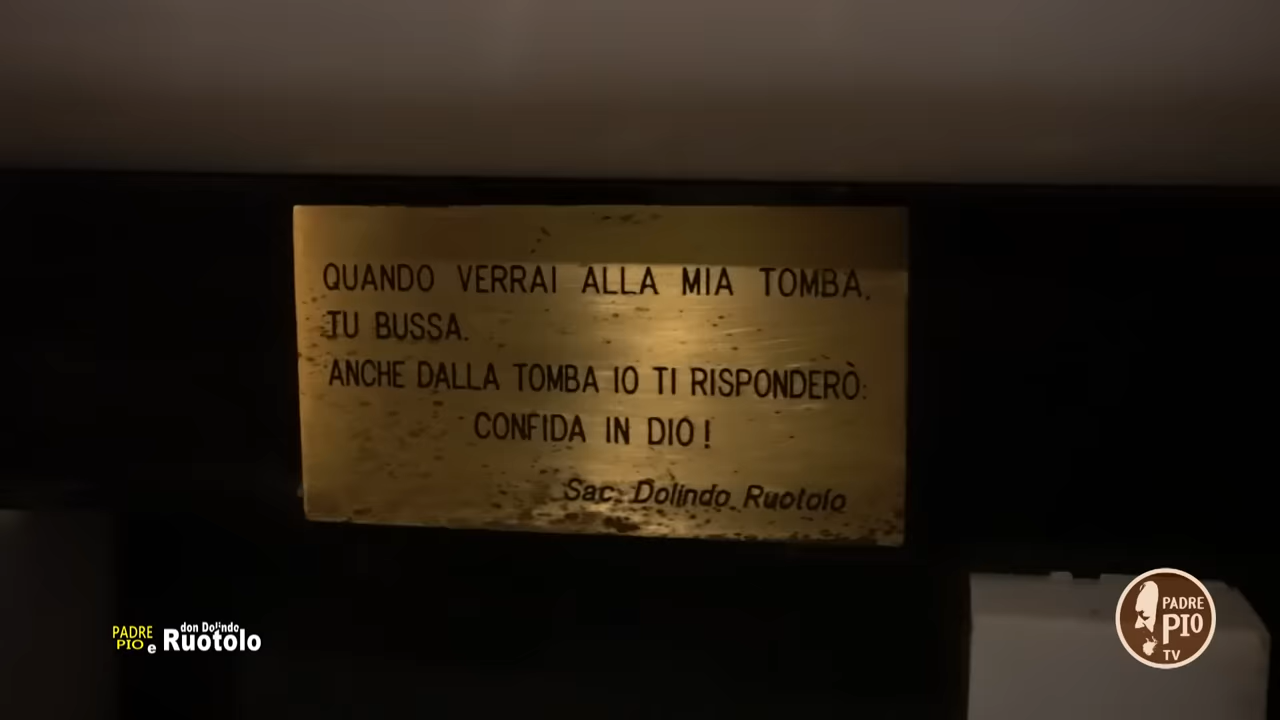 QUANDO VERRAI ALLA MIA TOMBA,
TU BUSSA.
ANCHE DALLA TOMBA IO TI RISPONDERÒ:
CONFIDA IN DIO!
Sac. Dolindo Ruotolo
PADRE PIO e don Dolindo Ruotolo
PADRE
PIO
TV